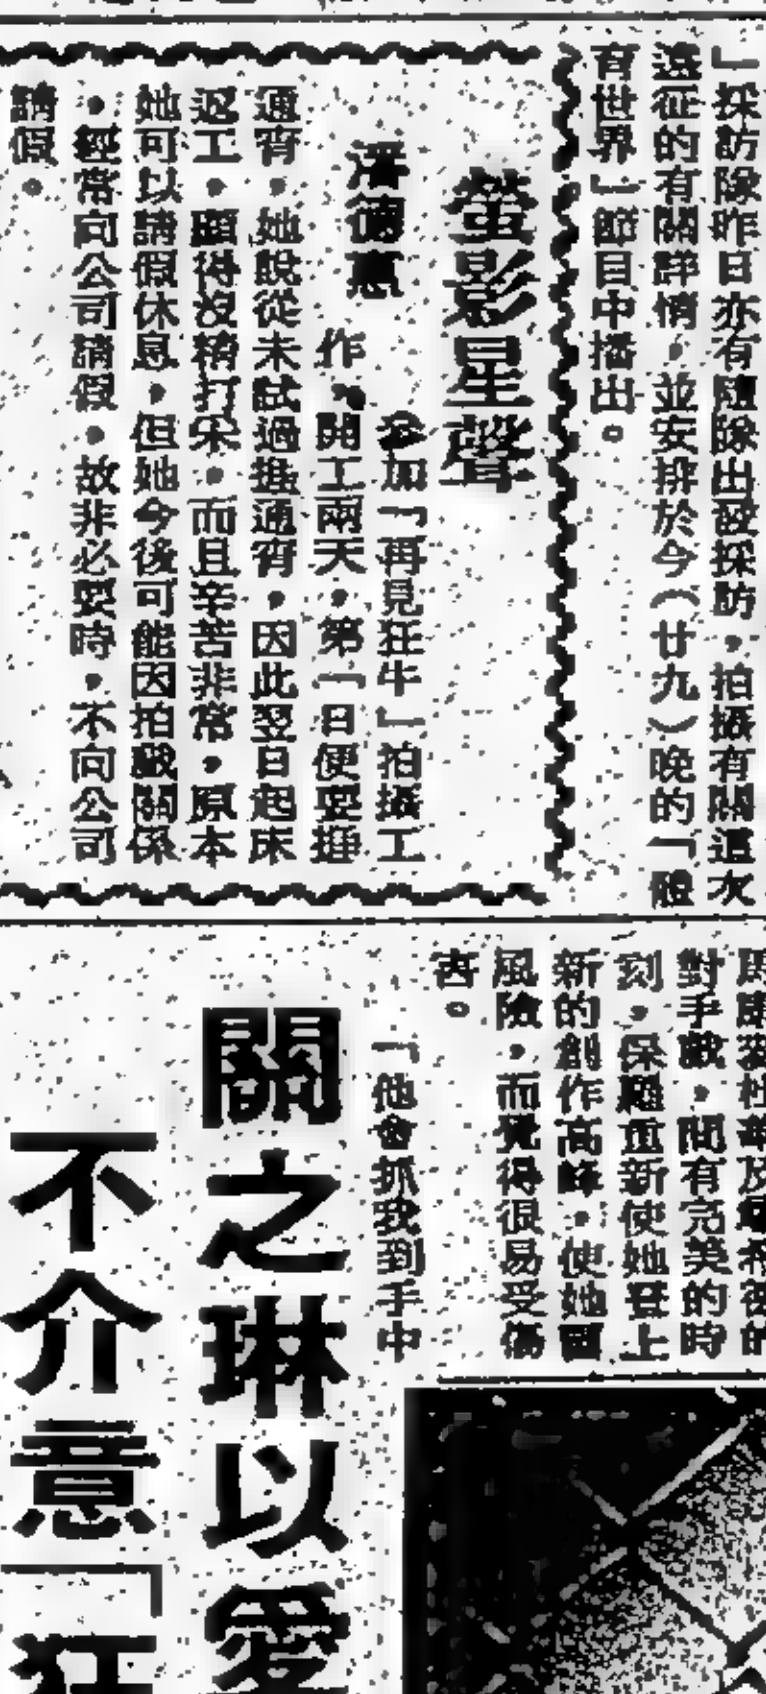 」採訪隊昨日亦有隨隊出發採訪，拍攝有關這次
遠征的有關詳情，並安排於今（廿九）晚的「體
育世界」節目中播出。
螢影星聲
潘德惠
參加「再見狂牛」拍攝工
作，開工兩天，第一日便要捱
通宵，她說從未試過捱通宵，因此翌日起床
返工，顯得沒精打采，而且辛苦非常，原本
她可以請假休息，但她今後可能因拍戲關係
，經常向公司請假，故非必要時，不向公司
請假。
對手戲，間有完美的時
刻，保題重新使她登上
新的創作高峰，使她冒
風險，而覺得很易受傷
害。
「他會抓我到手中
關之琳以愛
不介意「狂